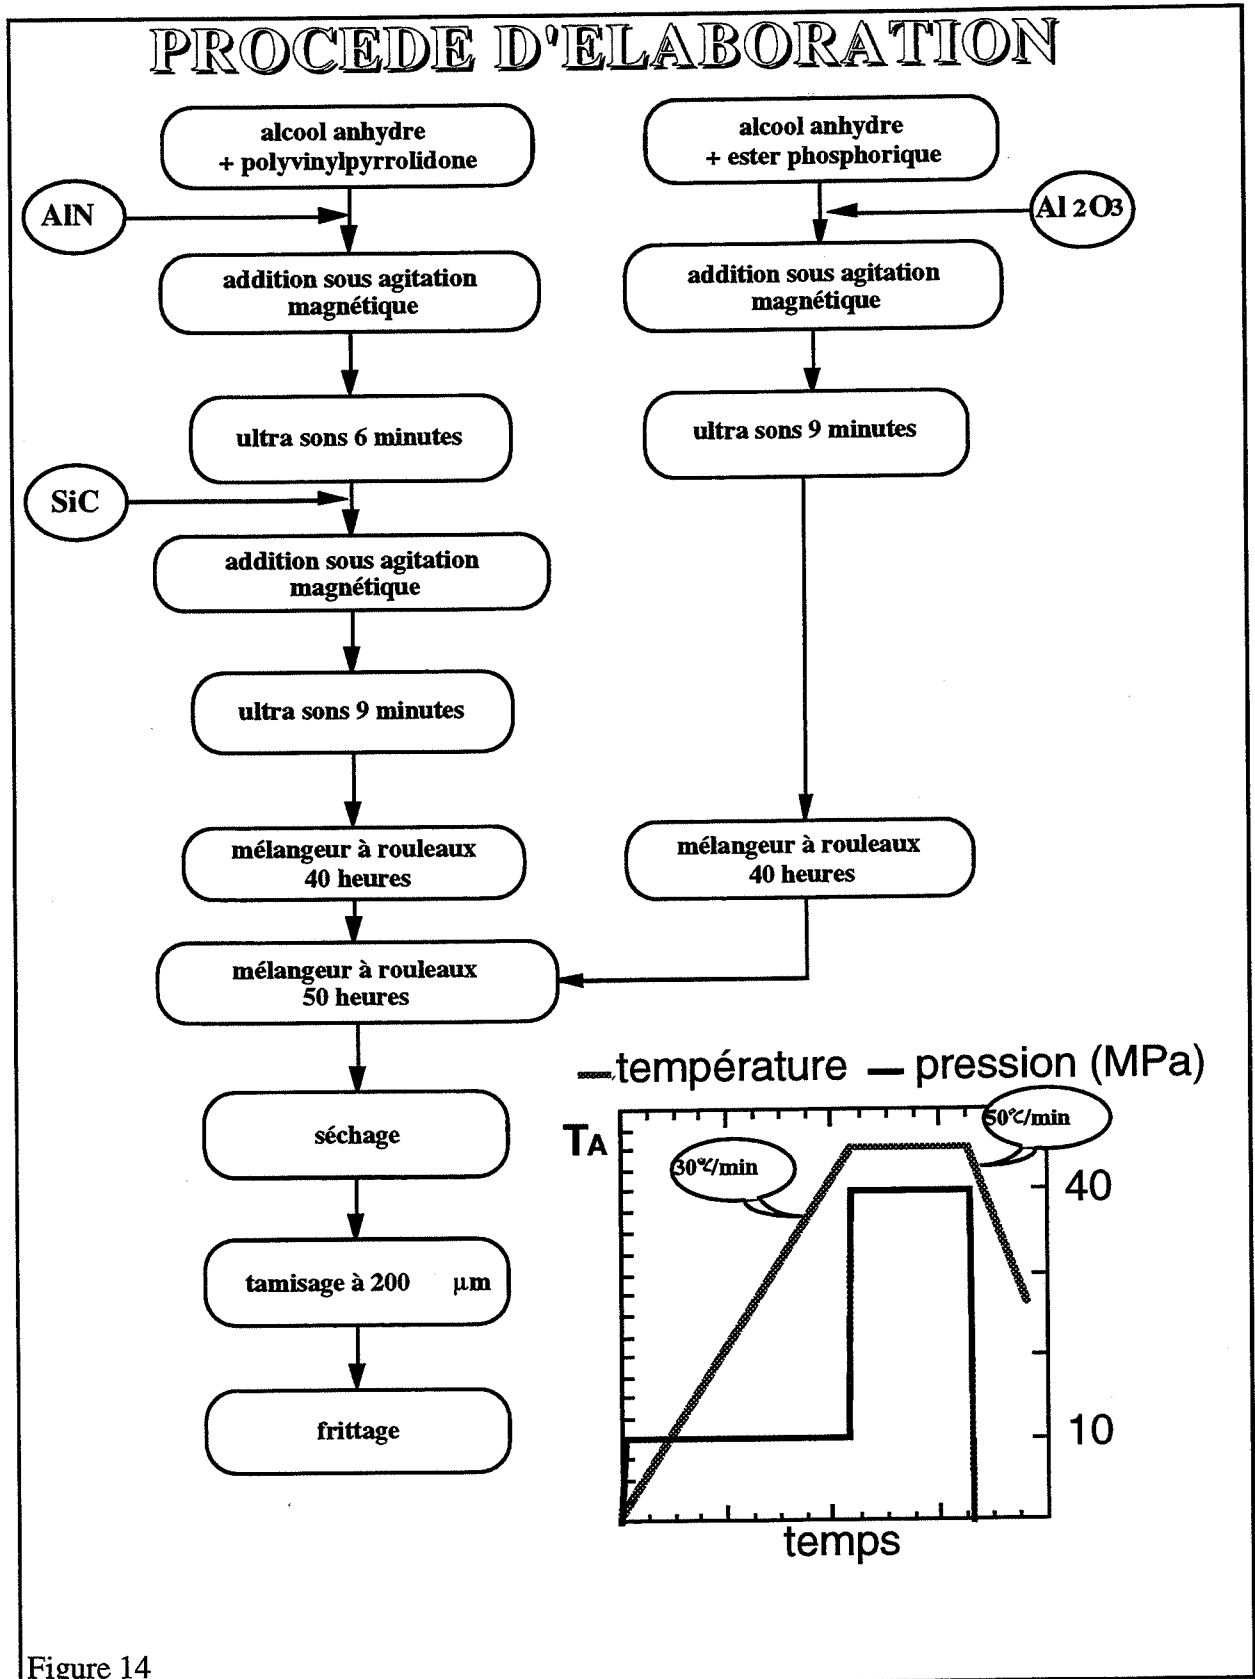 PROCEDE D'ELABORATION
alcool anhydre
+ polyvinylpyrrolidone
alcool anhydre
+ ester phosphorique
AlN
Al 2O3
addition sous agitation
magnétique
addition sous agitation
magnétique
ultra sons 6 minutes
ultra sons 9 minutes
SiC
addition sous agitation
magnétique
ultra sons 9 minutes
mélangeur à rouleaux
40 heures
mélangeur à rouleaux
40 heures
mélangeur à rouleaux
50 heures
séchage
tamisage à 200 μm
frittage
température pression (MPa)
TA
30°C/min
50°C/min
40
10
temps
Figure 14